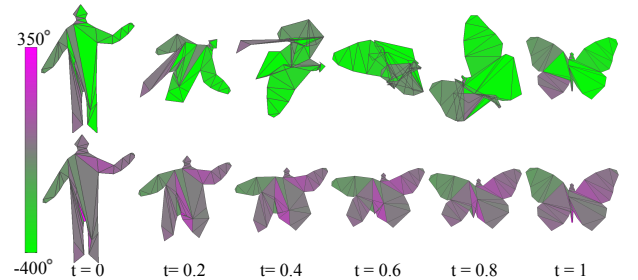 350°
-400°
t = 0
t= 0.2
t = 0.4
t = 0.6
t = 0.8
t = 1